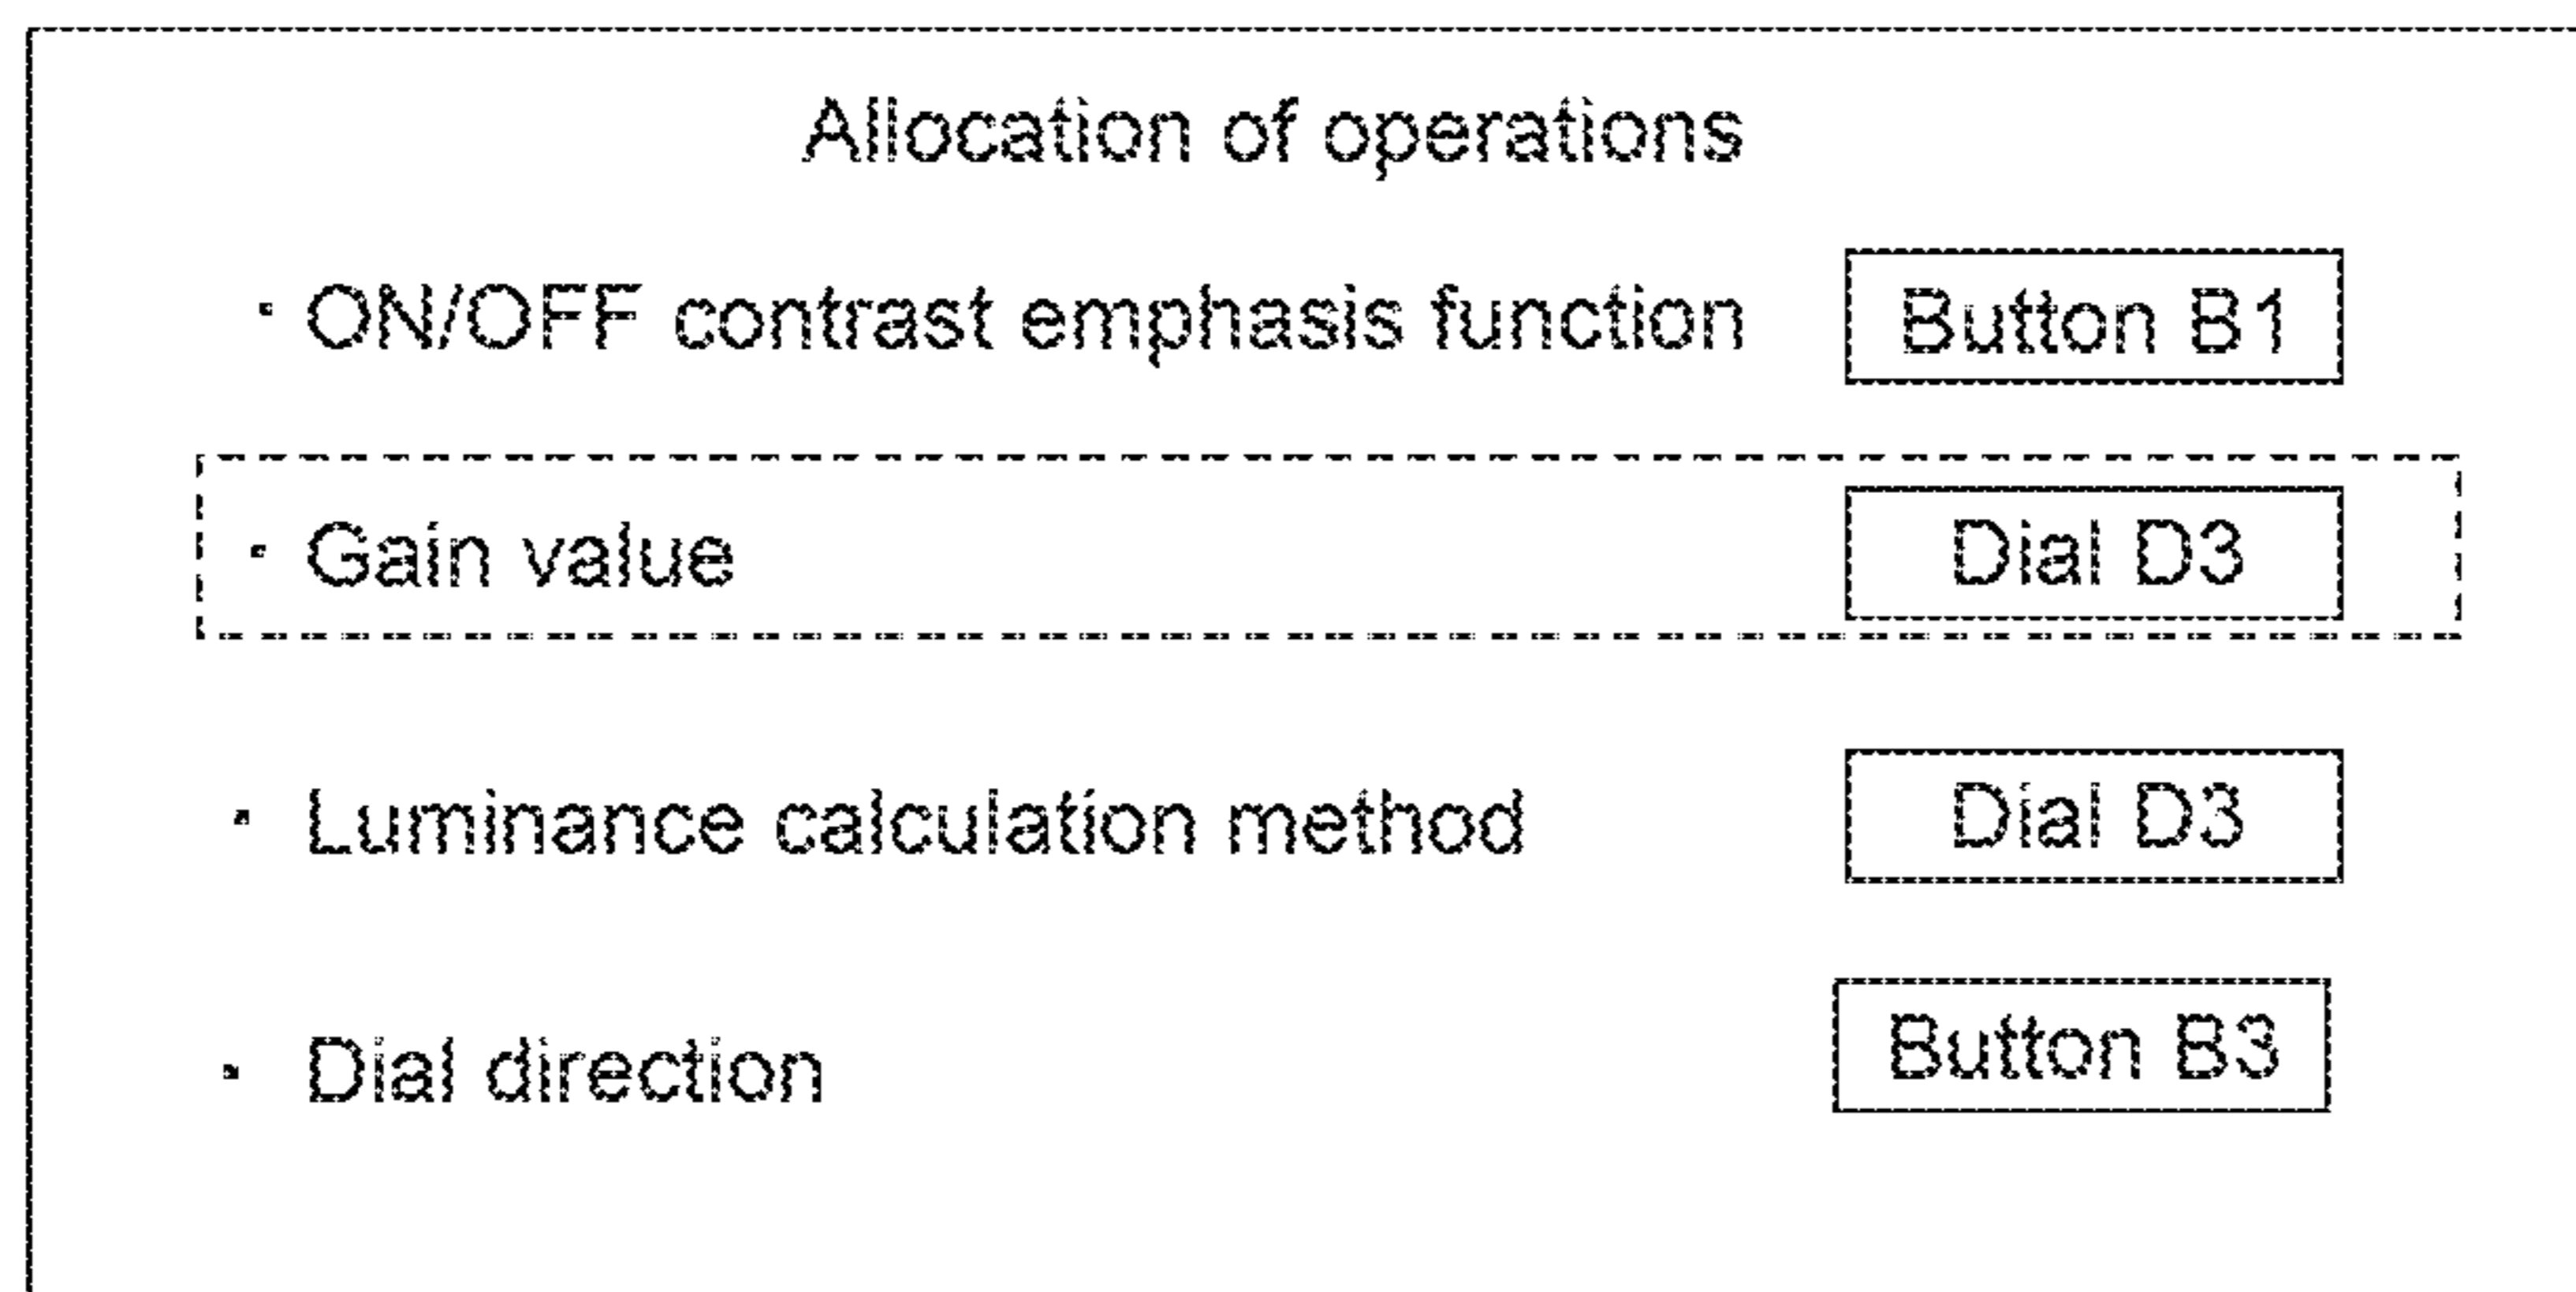 Allocation of operations
· ON/OFF contrast emphasis function Button B1
· Gain value Dial D3
· Luminance calculation method Dial D3
· Dial direction Button B3